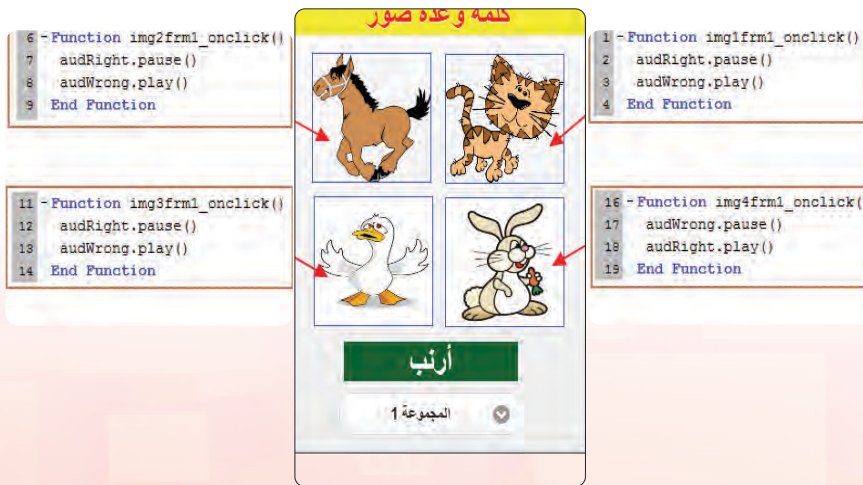 كلمة وعدة صور
6 -Function img2frm1_onclick()
7 audRight.pause()
8 audWrong.play()
9 End Function
1 -Function img1frm1_onclick()
2 audRight.pause()
3 audWrong.play()
4 End Function
11 -Function img3frm1_onclick()
12 audRight.pause()
13 audWrong.play()
14 End Function
16 -Function img4frm1_onclick(
17 audWrong.pause()
18 audRight.play()
19 End Function
أرنب
المجموعة 1